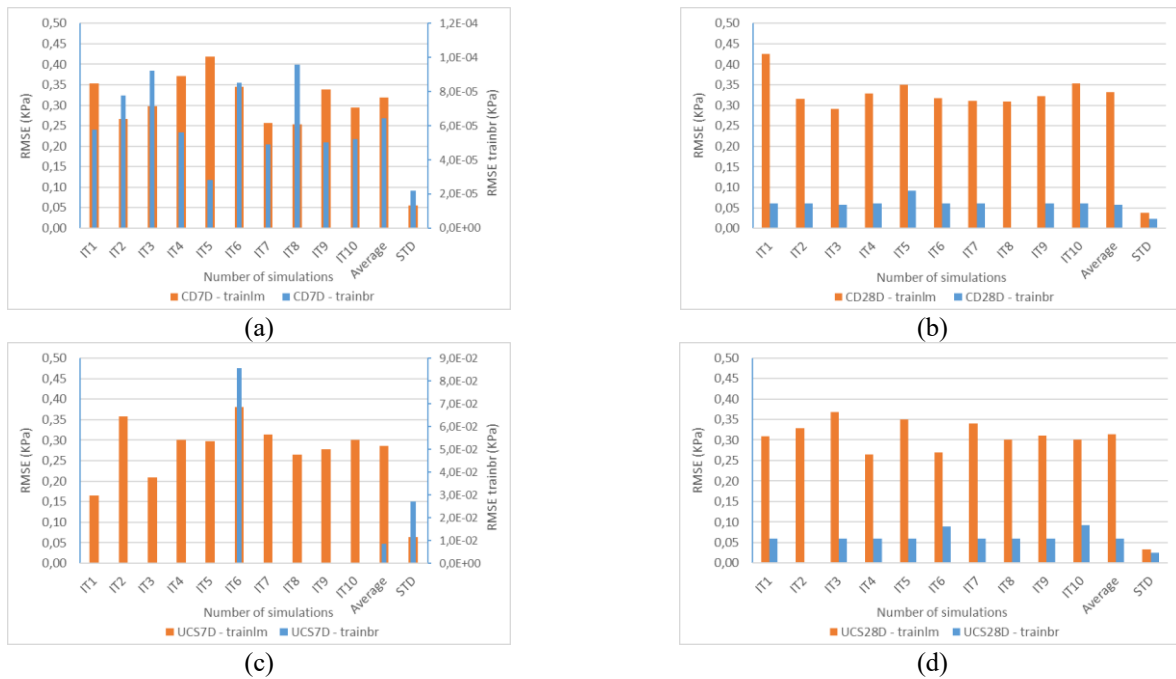 0,50
0,45
0,40
0,35
0,30
0,25
0,20
0,15
0,10
0,05
0,00
RMSE (KPa)
1,2E-04
1,0E-04
8,0E-05
6,0E-05
4,0E-05
2,0E-05
0,0E+00
RMSE trainbr (KPa)
IT1 IT2 IT3 IT4 IT5 IT6 IT7 IT8 IT9 IT10 Average STD
Number of simulations
CD7D - trainlm CD7D - trainbr
(a)
0,50
0,45
0,40
0,35
0,30
0,25
0,20
0,15
0,10
0,05
0,00
RMSE (KPa)
IT1 IT2 IT3 IT4 IT5 IT6 IT7 IT8 IT9 IT10 Average STD
Number of simulations
CD28D - trainlm CD28D - trainbr
(b)
0,50
0,45
0,40
0,35
0,30
0,25
0,20
0,15
0,10
0,05
0,00
RMSE (KPa)
9,0E-02
8,0E-02
7,0E-02
6,0E-02
5,0E-02
4,0E-02
3,0E-02
2,0E-02
1,0E-02
0,0E+00
RMSE trainbr (KPa)
IT1 IT2 IT3 IT4 IT5 IT6 IT7 IT8 IT9 IT10 Average STD
Number of simulations
UCS7D - trainlm UCS7D - trainbr
(c)
0,50
0,45
0,40
0,35
0,30
0,25
0,20
0,15
0,10
0,05
0,00
RMSE (KPa)
IT1 IT2 IT3 IT4 IT5 IT6 IT7 IT8 IT9 IT10 Average STD
Number of simulations
UCS28D - trainlm UCS28D - trainbr
(d)